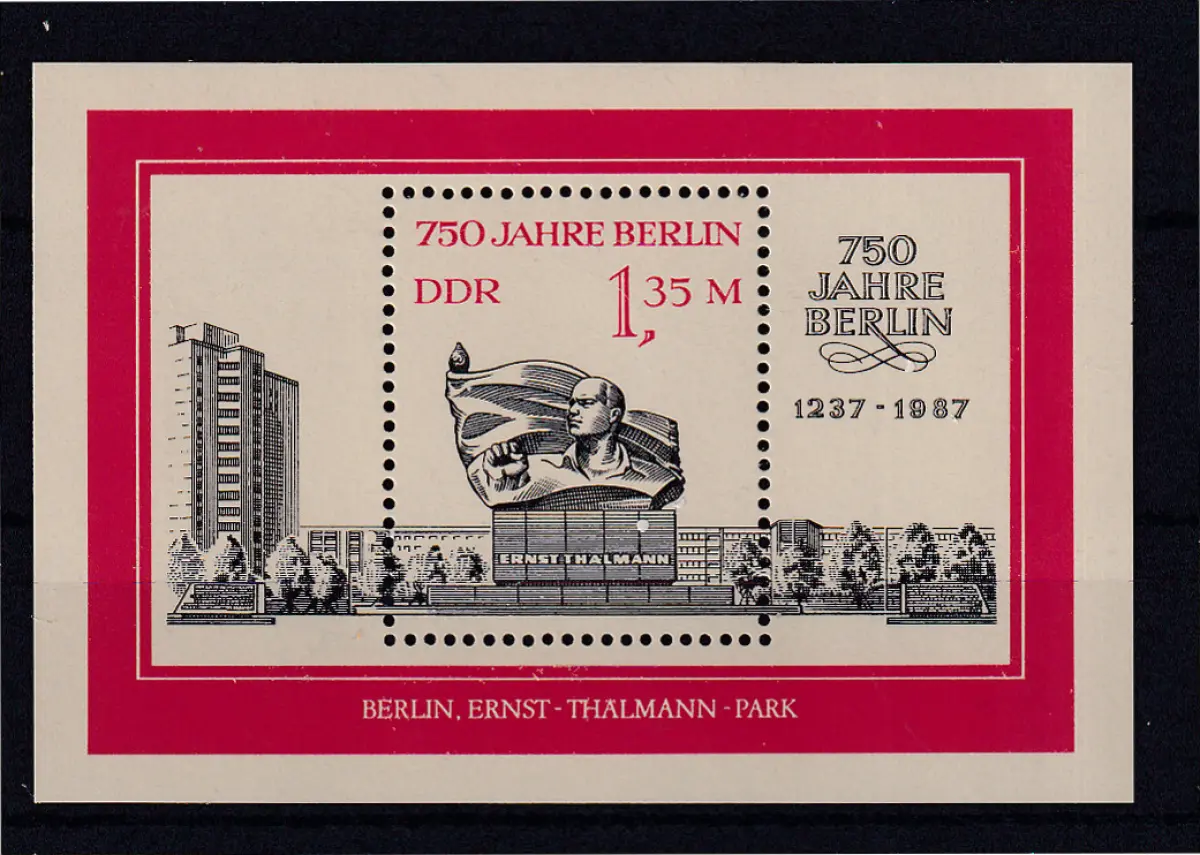 750 JAHRE BERLIN
DDR 1,35 M
750
JAHRE
BERLIN
1237 - 1987
ERNST THÄLMANN
BERLIN, ERNST - THÄLMANN - PARK